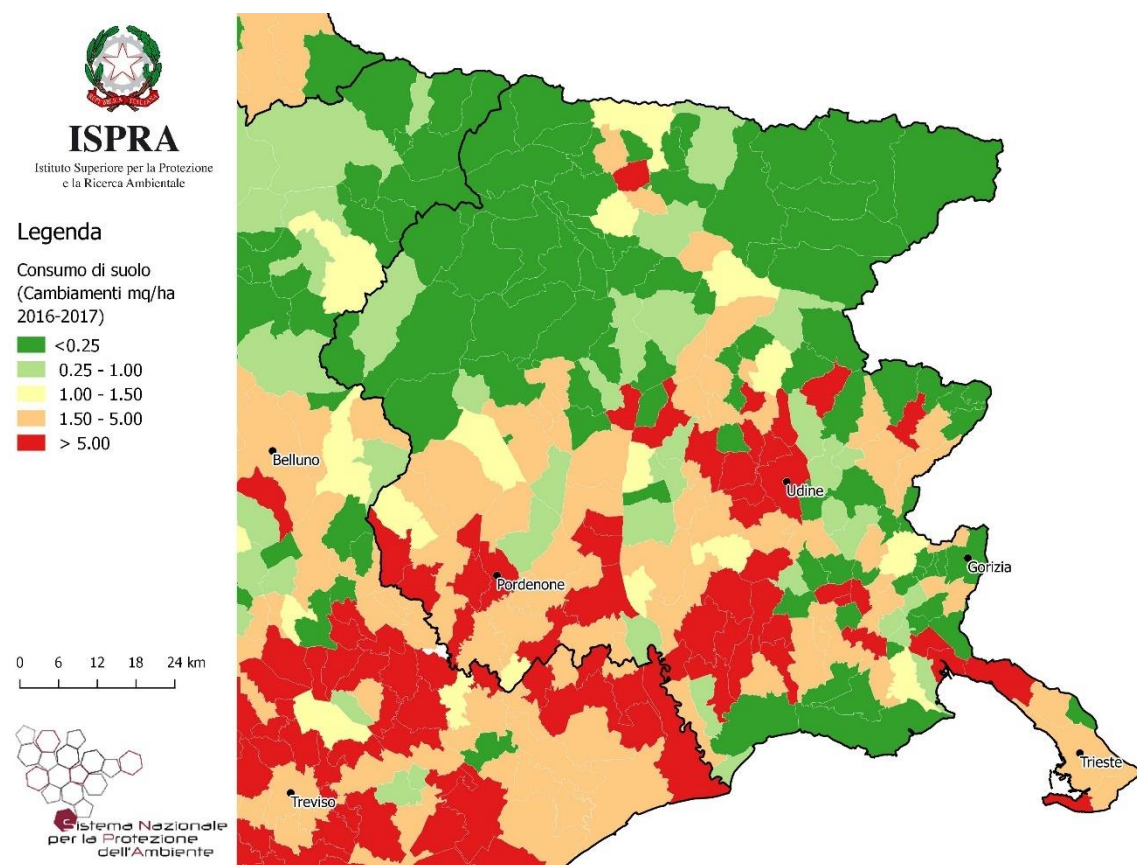 REPVBBLICA ITALIANA
ISPRA
Istituto Superiore per la Protezione
e la Ricerca Ambientale
Legenda
Consumo di suolo
(Cambiamenti mq/ha
2016-2017)
<0.25
0.25 - 1.00
1.00 - 1.50
1.50 - 5.00
> 5.00
0 6 12 18 24 km
Sistema Nazionale
per la Protezione
dell'Ambiente
Belluno
Udine
Gorizia
Pordenone
Trieste
Treviso